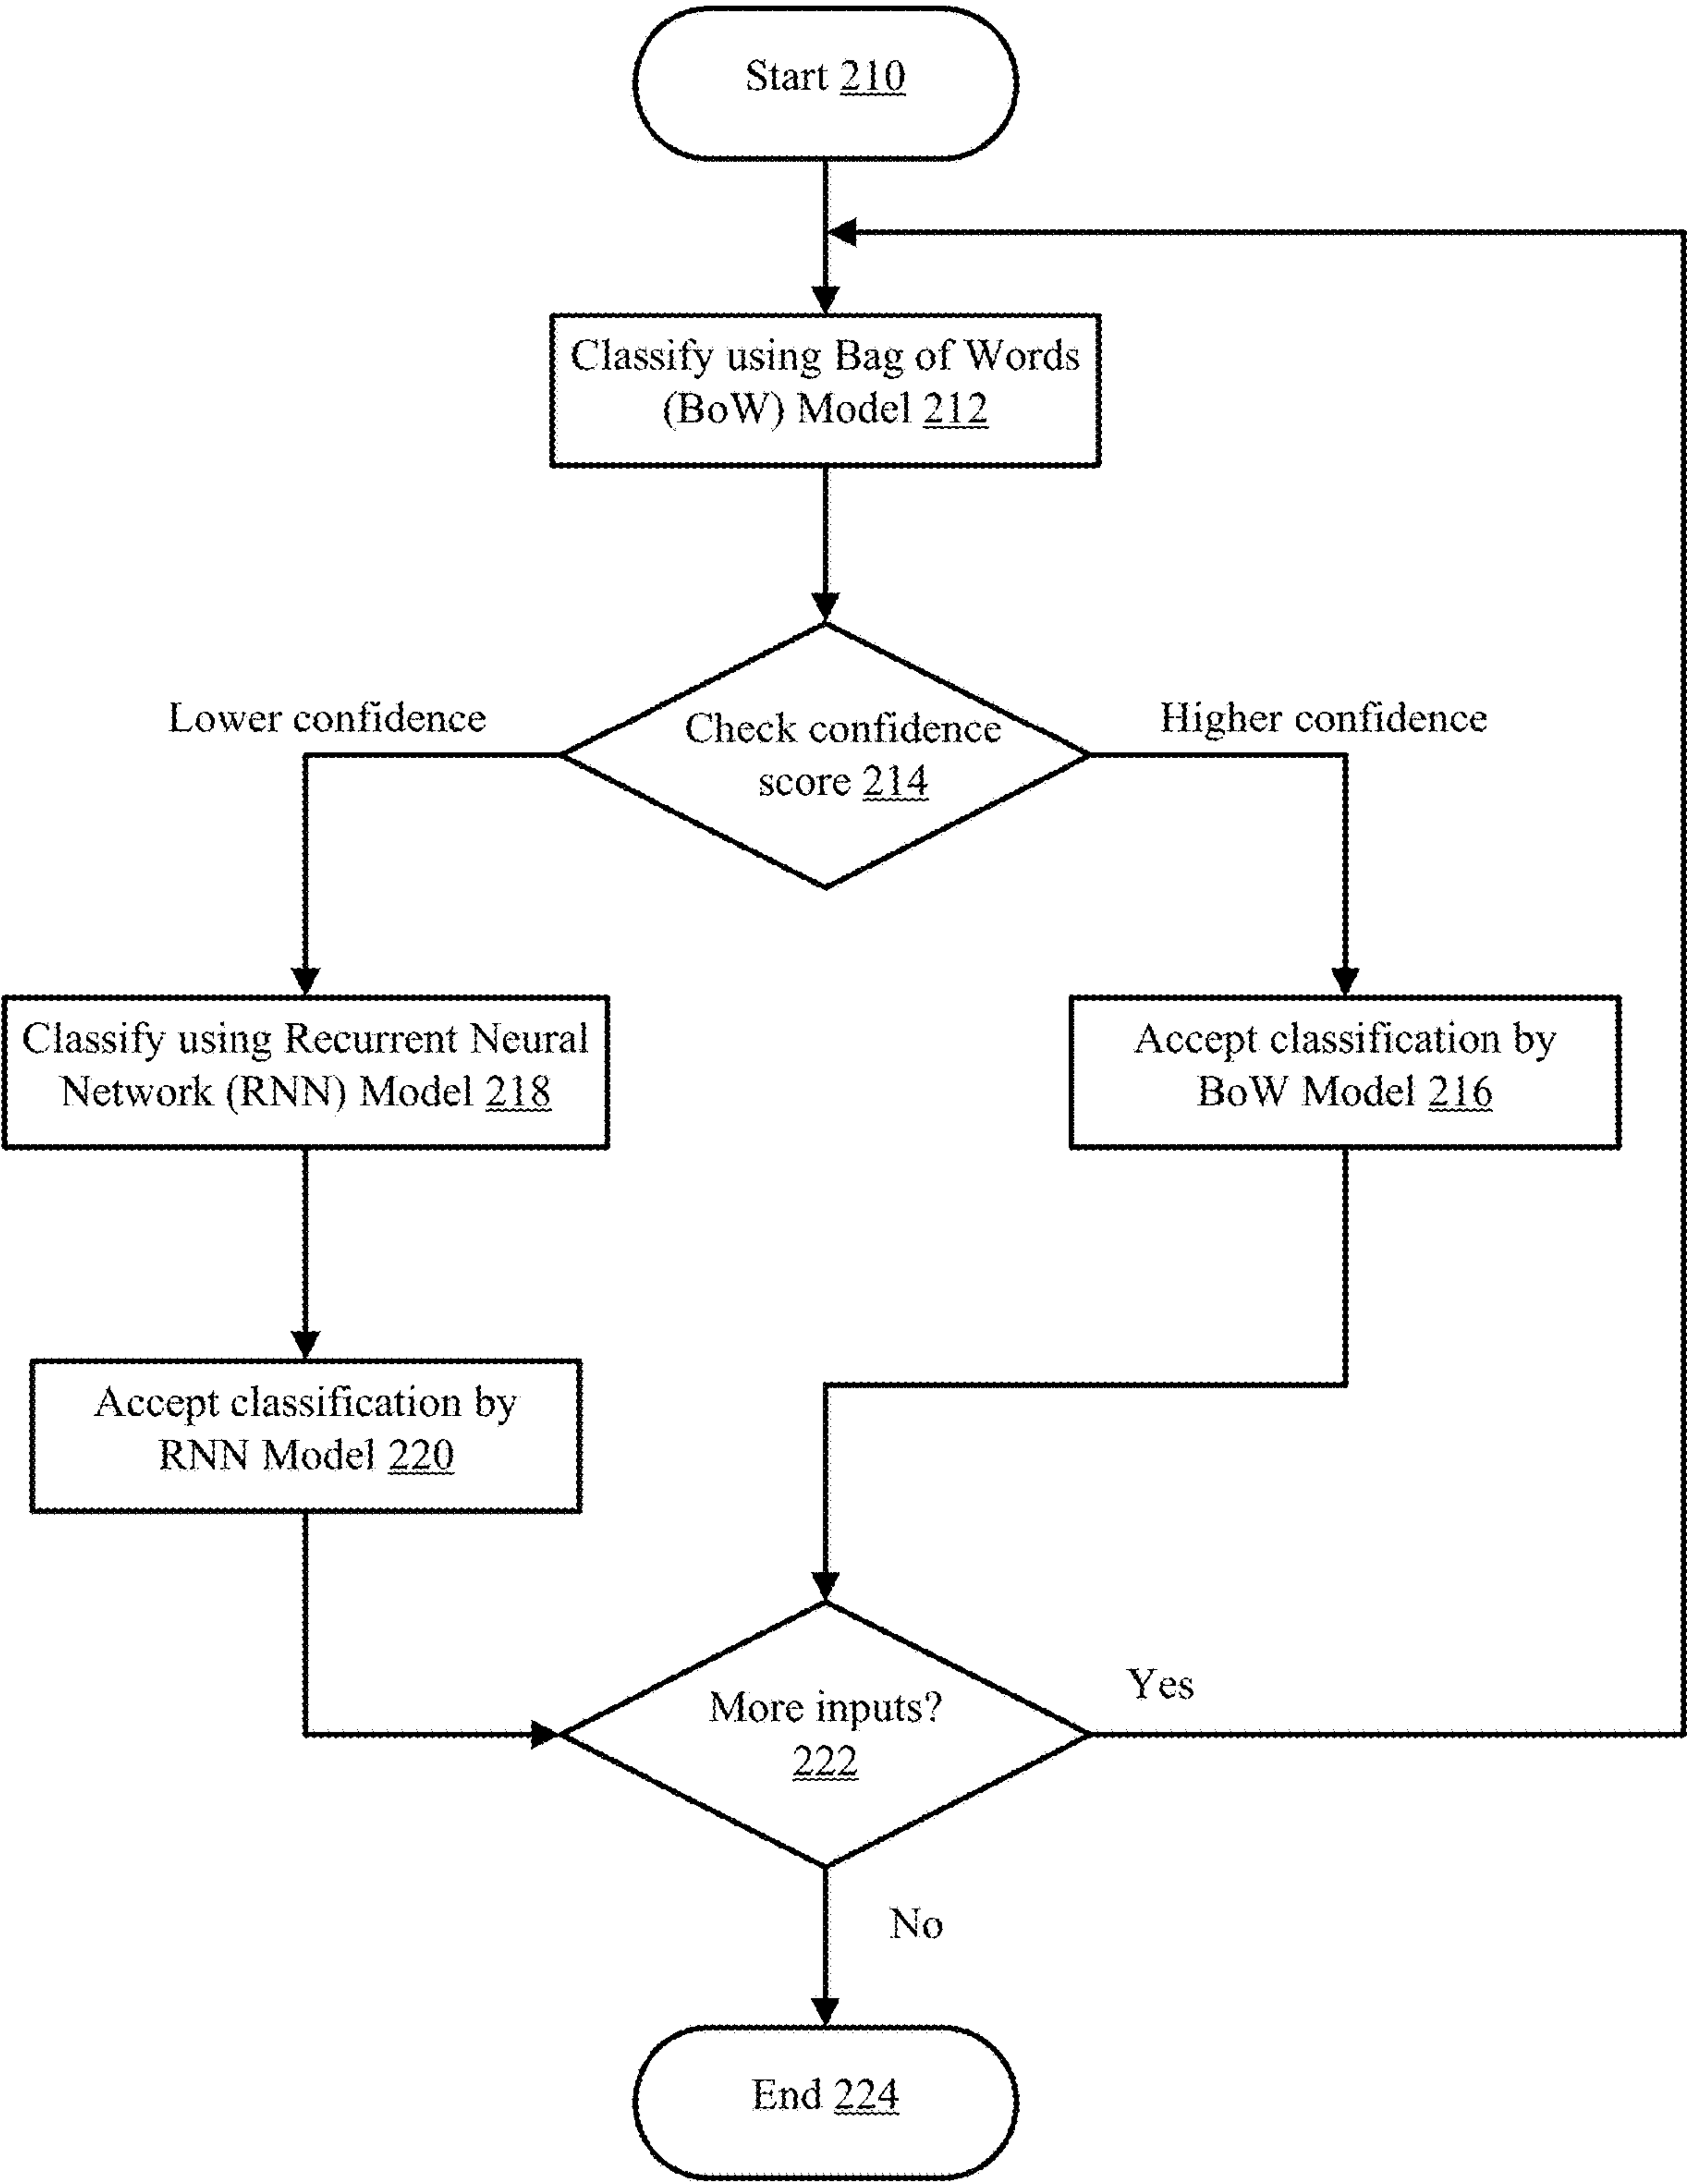 Start 210
Classify using Bag of Words
(BoW) Model 212
Lower confidence
Check confidence
score 214
Higher confidence
Classify using Recurrent Neural
Network (RNN) Model 218
Accept classification by
BoW Model 216
Accept classification by
RNN Model 220
More inputs?
222
Yes
No
End 224